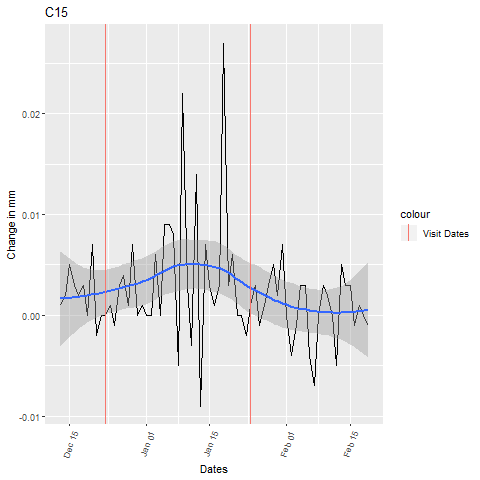 C15
Change in mm
0.02
0.01
0.00
-0.01
Dec 15
Jan 01
Jan 15
Feb 01
Feb 15
Dates
colour
Visit Dates